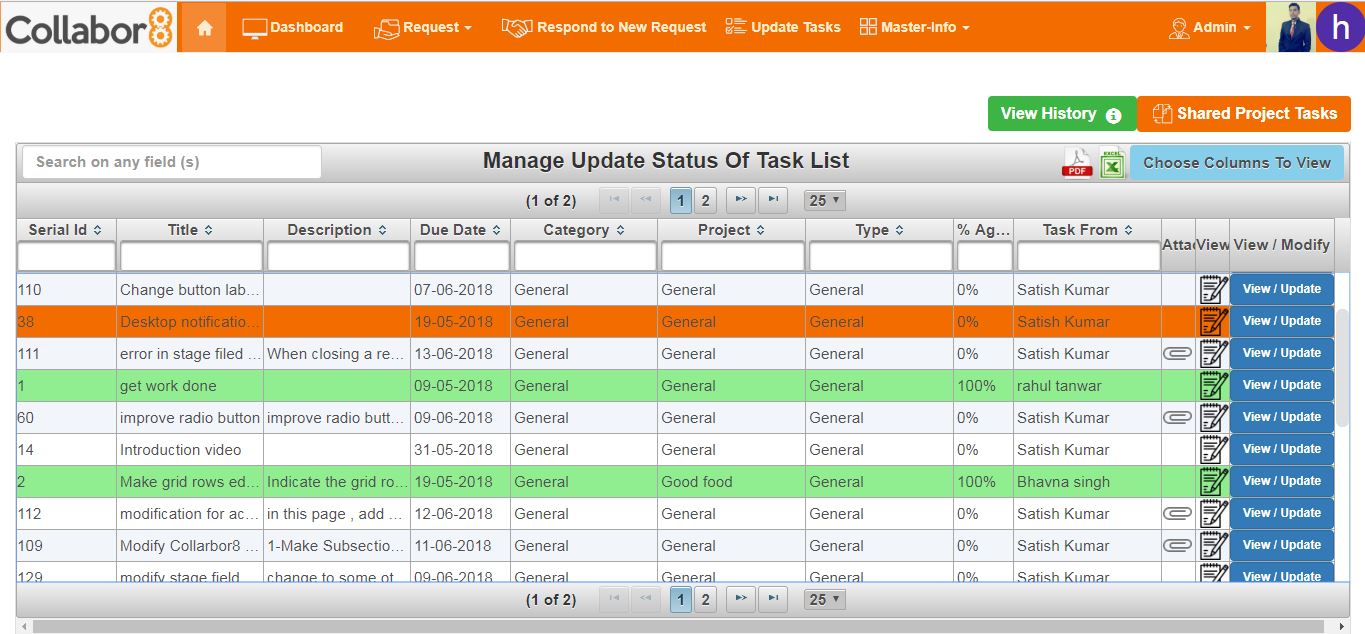 Collabor8 Dashboard Request Respond to New Request Update Tasks Master-Info Admin h
View History i Shared Project Tasks
Search on any field (s) Manage Update Status Of Task List PDF EXCEL X Choose Columns To View
(1 of 2) 1 2 25
Serial Id Title Description Due Date Category Project Type % Ag... Task From Attac View View / Modify
110 Change button lab... 07-06-2018 General General General 0% Satish Kumar View / Update
38 Desktop notificatio... 19-05-2018 General General General 0% Satish Kumar View / Update
111 error in stage filed ... When closing a re... 13-06-2018 General General General 0% Satish Kumar View / Update
1 get work done 09-05-2018 General General General 100% rahul tanwar View / Update
60 improve radio button improve radio butt... 09-06-2018 General General General 0% Satish Kumar View / Update
14 Introduction video 31-05-2018 General General General 0% Satish Kumar View / Update
2 Make grid rows ed... Indicate the grid ro... 19-05-2018 General Good food General 100% Bhavna singh View / Update
112 modification for ac... in this page , add ... 12-06-2018 General General General 0% Satish Kumar View / Update
109 Modify Collarbor8 ... 1-Make Subsectio... 11-06-2018 General General General 0% Satish Kumar View / Update
129 modify stage field change to some ot... 09-06-2018 General General General 0% Satish Kumar View / Update
(1 of 2) 1 2 25